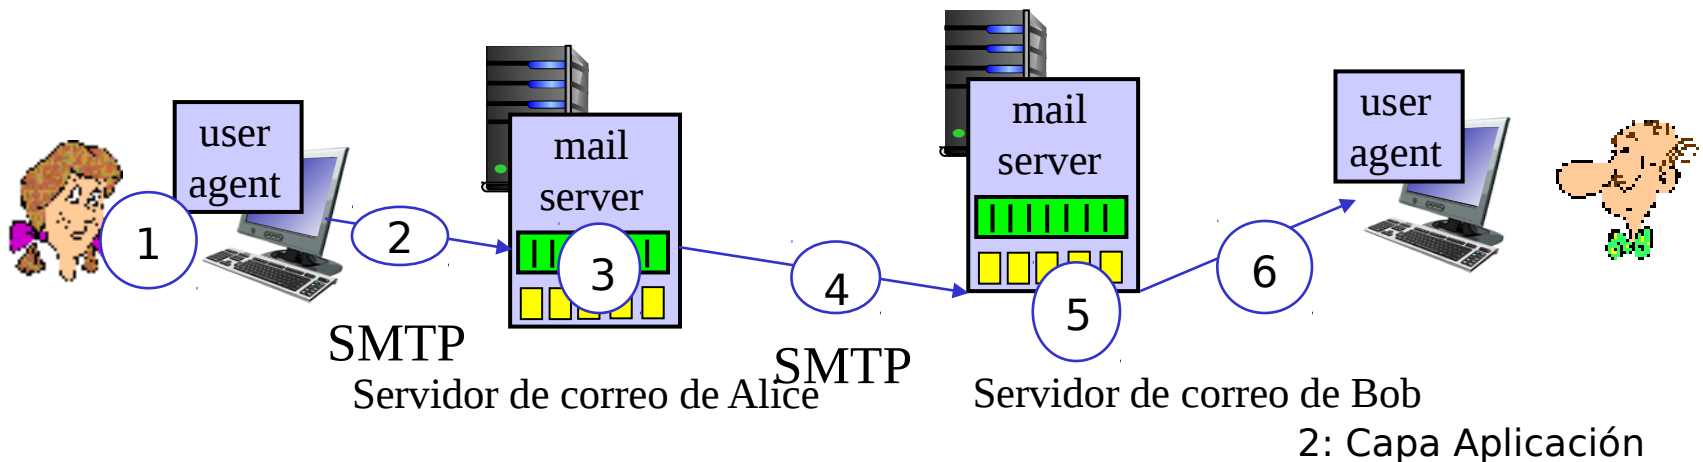 user
agent
mail
server
mail
server
user
agent
1
2
3
4
5
6
SMTP
SMTP
Servidor de correo de Alice
Servidor de correo de Bob
2: Capa Aplicación